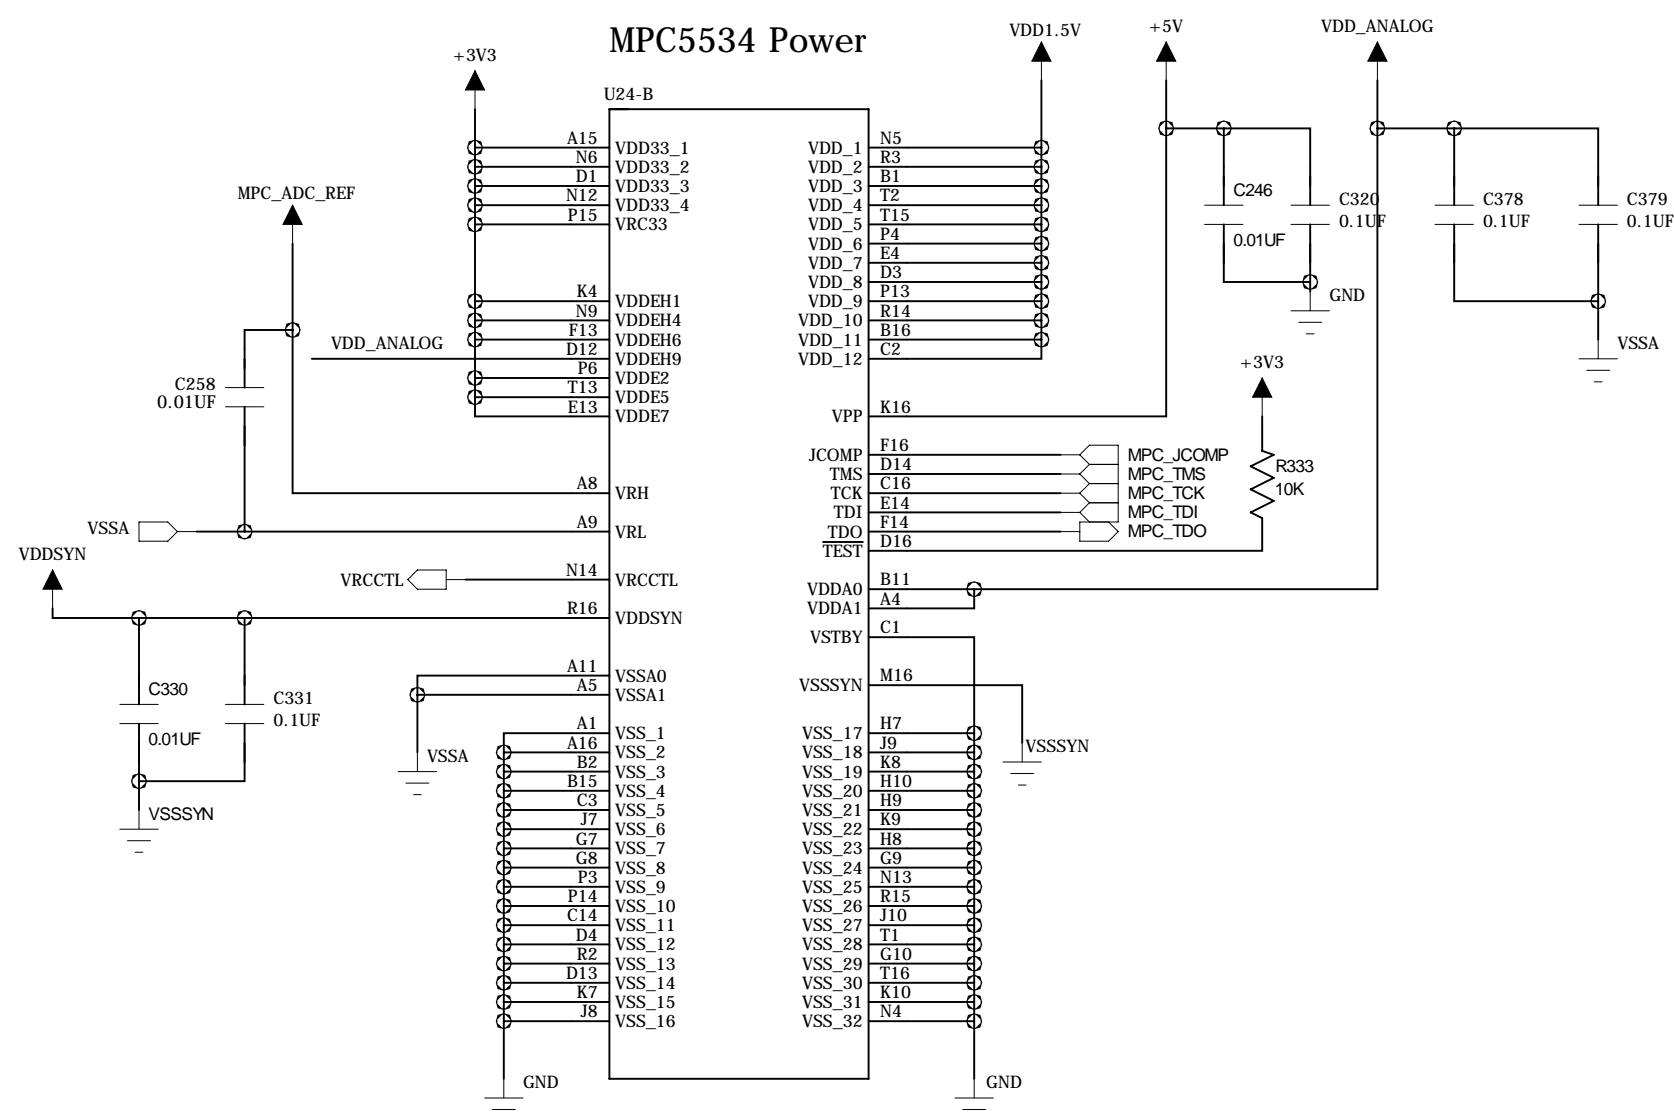 MPC5534 Power
VDD1.5V
+5V
VDD_ANALOG
+3V3
U24-B
MPC_ADC_REF
A15 VDD33_1
N6 VDD33_2
D1 VDD33_3
N12 VDD33_4
P15 VRC33
K4 VDDEH1
N9 VDDEH4
F13 VDDEH6
VDD_ANALOG D12 VDDEH9
P6 VDDE2
T13 VDDE5
E13 VDDE7
C258
0.01UF
A8 VRH
VSSA A9 VRL
VDDSYN
VRCCTL N14 VRCCTL
R16 VDDSYN
C330
0.01UF
C331
0.1UF
VSSSYN
A11 VSSA0
A5 VSSA1
VSSA
A1 VSS_1
A16 VSS_2
B2 VSS_3
B15 VSS_4
C3 VSS_5
J7 VSS_6
G7 VSS_7
G8 VSS_8
P3 VSS_9
P14 VSS_10
C14 VSS_11
D4 VSS_12
R2 VSS_13
D13 VSS_14
K7 VSS_15
J8 VSS_16
GND
VDD_1 N5
VDD_2 R3
VDD_3 B1
VDD_4 T2
VDD_5 T15
VDD_6 P4
VDD_7 E4
VDD_8 D3
VDD_9 P13
VDD_10 R14
VDD_11 B16
VDD_12 C2
VPP K16
JCOMP F16 MPC_JCOMP
TMS D14 MPC_TMS
TCK C16 MPC_TCK
TDI E14 MPC_TDI
TDO F14 MPC_TDO
TEST D16
VDDA0 B11
VDDA1 A4
VSTBY C1
VSSSYN M16
VSSSYN
VSS_17 H7
VSS_18 J9
VSS_19 K8
VSS_20 H10
VSS_21 H9
VSS_22 K9
VSS_23 H8
VSS_24 G9
VSS_25 N13
VSS_26 R15
VSS_27 J10
VSS_28 T1
VSS_29 G10
VSS_30 T16
VSS_31 K10
VSS_32 N4
GND
C246
0.01UF
C320
0.1UF
GND
C378
0.1UF
C379
0.1UF
VSSA
+3V3
R333
10K